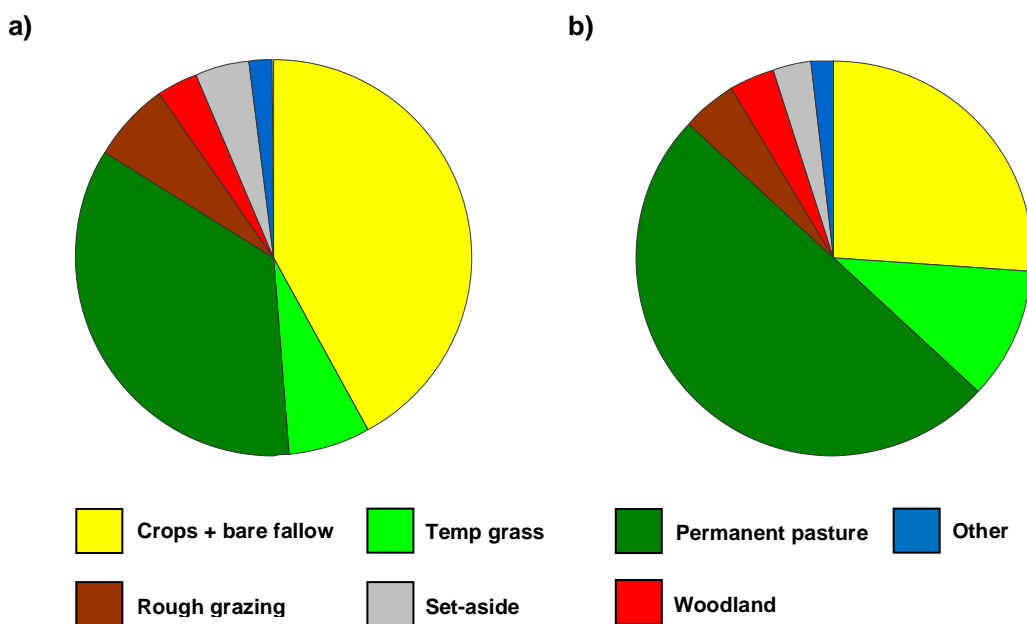 a)
b)
Crops + bare fallow
Temp grass
Permanent pasture
Other
Rough grazing
Set-aside
Woodland